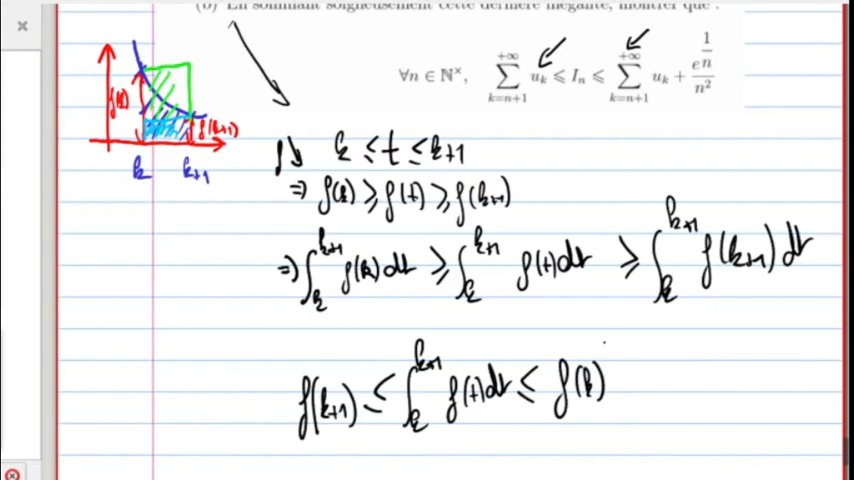 (b) En sommant soigneusement cette dernière inégalité, montrer que :
∀n ∈ ℕ^×, ∑_{k=n+1}^{+∞} u_k ⩽ I_n ⩽ ∑_{k=n+1}^{+∞} u_k + e^{1/n}/n²
f(k)
f(k+1)
k k+1
f↘ k ≤ t ≤ k+1
⇒ f(k) ⩾ f(t) ⩾ f(k+1)
⇒ ∫_k^{k+1} f(k)dt ⩾ ∫_k^{k+1} f(t)dt ⩾ ∫_k^{k+1} f(k+1)dt
f(k+1) ≤ ∫_k^{k+1} f(t)dt ≤ f(k)